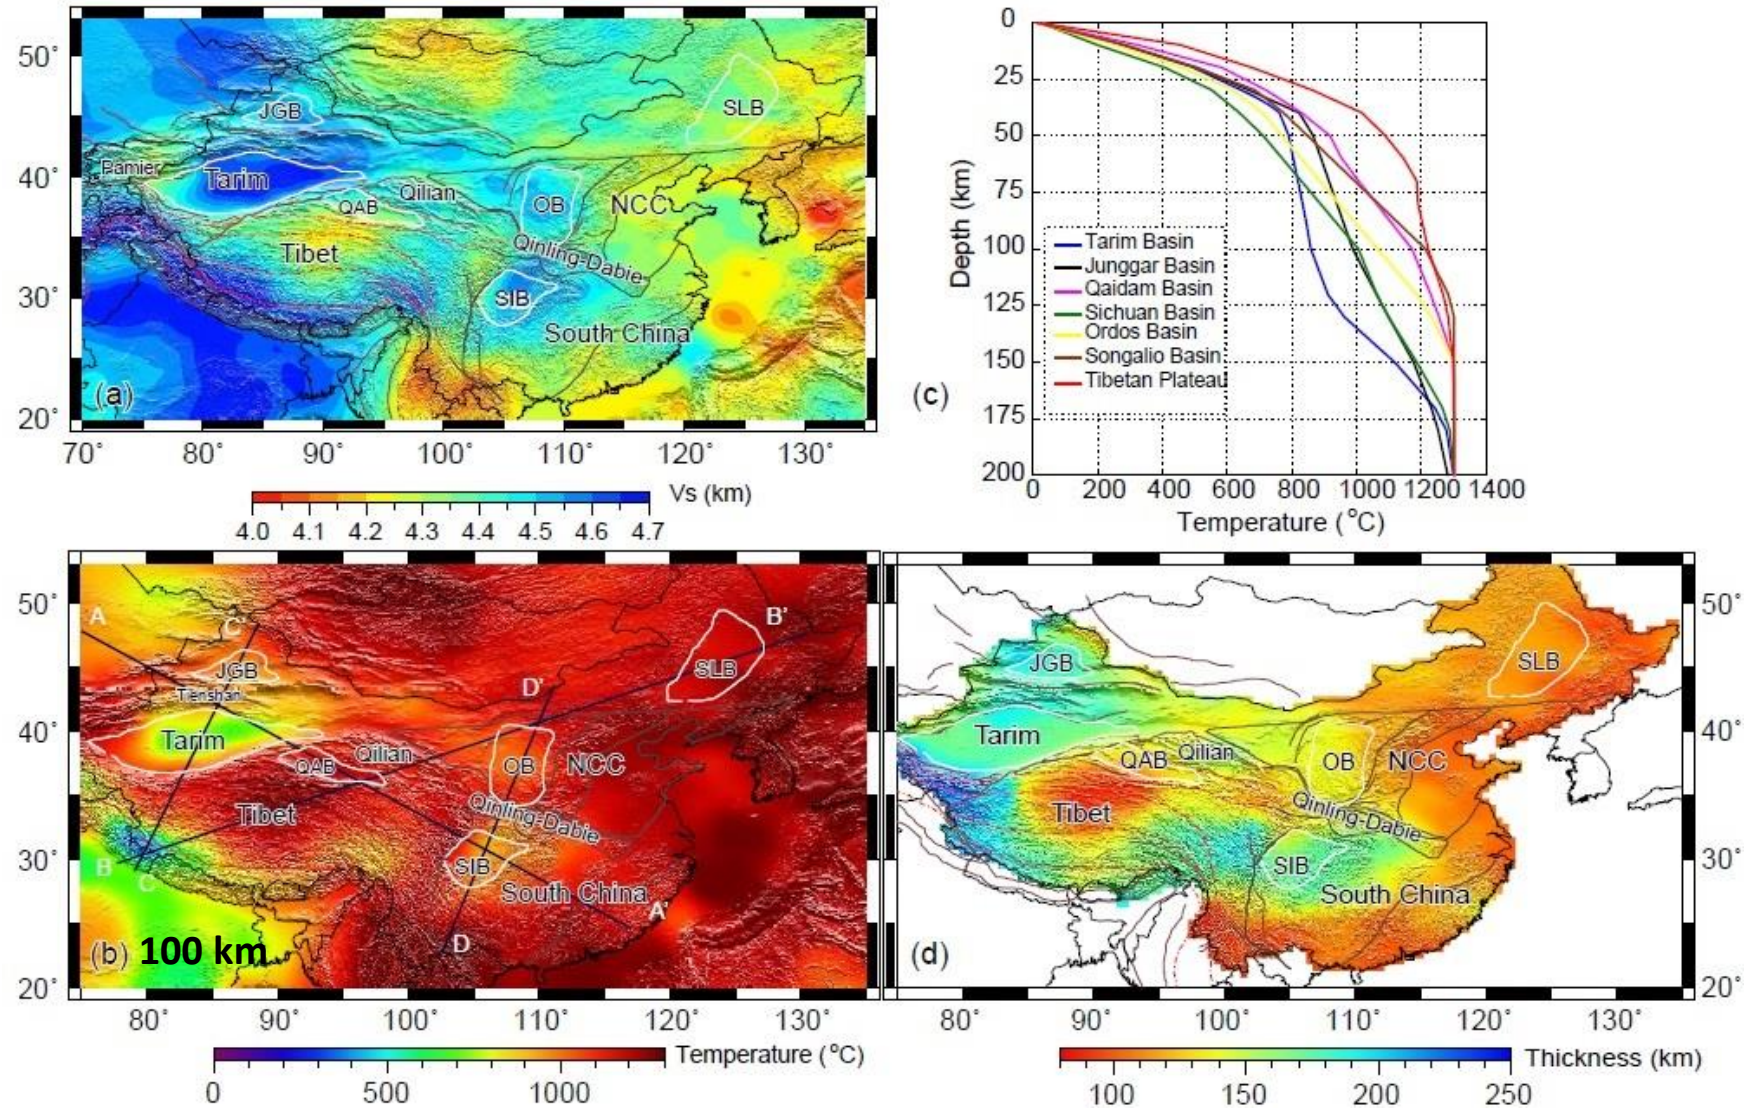 50°
40°
30°
20°
JGB
SLB
Pamier
Tarim
QAB
Qilian
OB
NCC
Tibet
Qinling-Dabie
SIB
South China
(a)
70° 80° 90° 100° 110° 120° 130°
Vs (km)
4.0 4.1 4.2 4.3 4.4 4.5 4.6 4.7
0
25
50
75
100
125
150
175
200
Depth (km)
Tarim Basin
Junggar Basin
Qaidam Basin
Sichuan Basin
Ordos Basin
Songalio Basin
Tibetan Plateau
(c)
0 200 400 600 800 1000 1200 1400
Temperature (°C)
50°
40°
30°
20°
A
C'
B'
JGB
SLB
Tienshan
D'
Tarim
QAB
Qilian
OB
NCC
Tibet
Qinling-Dabie
B
C
SIB
South China
A'
D
(b) 100 km
80° 90° 100° 110° 120° 130°
Temperature (°C)
0 500 1000
50°
40°
30°
20°
JGB
SLB
Tarim
QAB
Qilian
OB
NCC
Tibet
Qinling-Dabie
SIB
South China
(d)
80° 90° 100° 110° 120° 130°
Thickness (km)
100 150 200 250